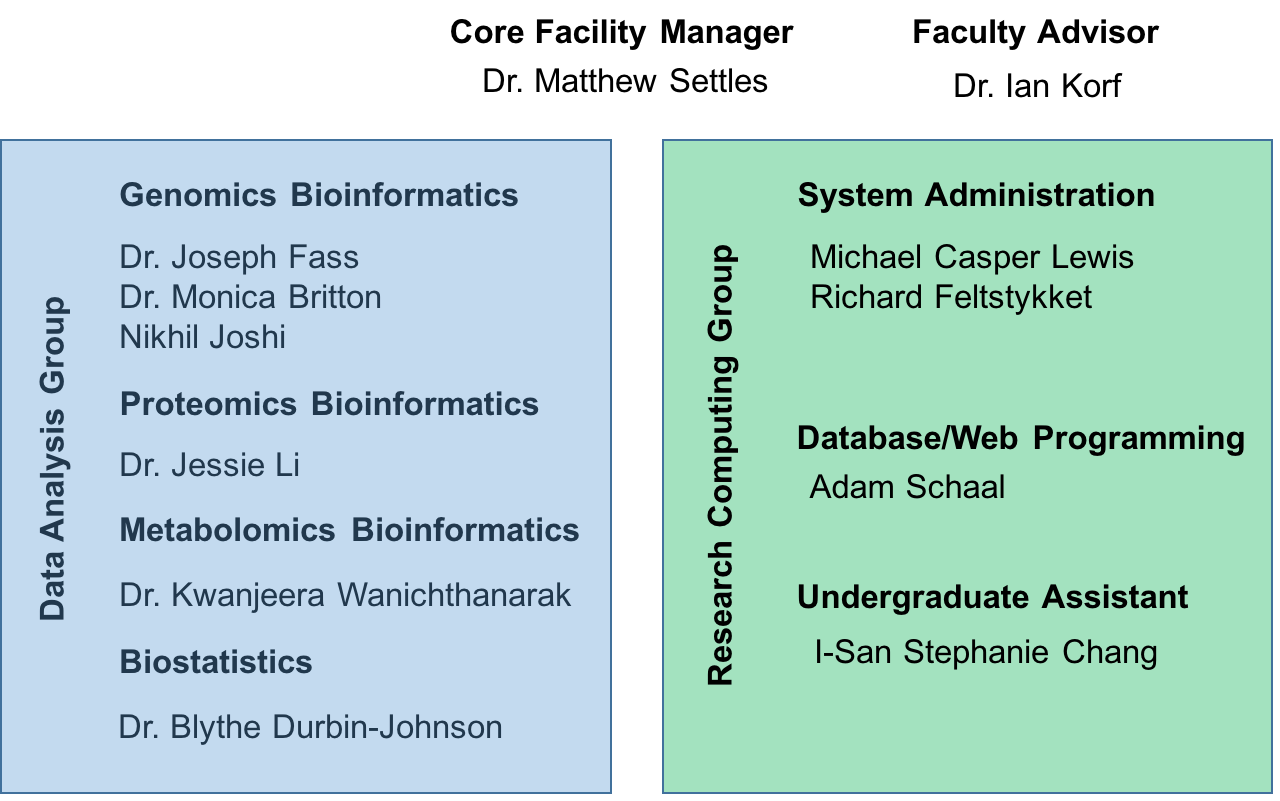 Core Facility Manager
Dr. Matthew Settles
Faculty Advisor
Dr. Ian Korf
Data Analysis Group
Genomics Bioinformatics
Dr. Joseph Fass
Dr. Monica Britton
Nikhil Joshi
Proteomics Bioinformatics
Dr. Jessie Li
Metabolomics Bioinformatics
Dr. Kwanjeera Wanichthanarak
Biostatistics
Dr. Blythe Durbin-Johnson
Research Computing Group
System Administration
Michael Casper Lewis
Richard Feltstykket
Database/Web Programming
Adam Schaal
Undergraduate Assistant
I-San Stephanie Chang